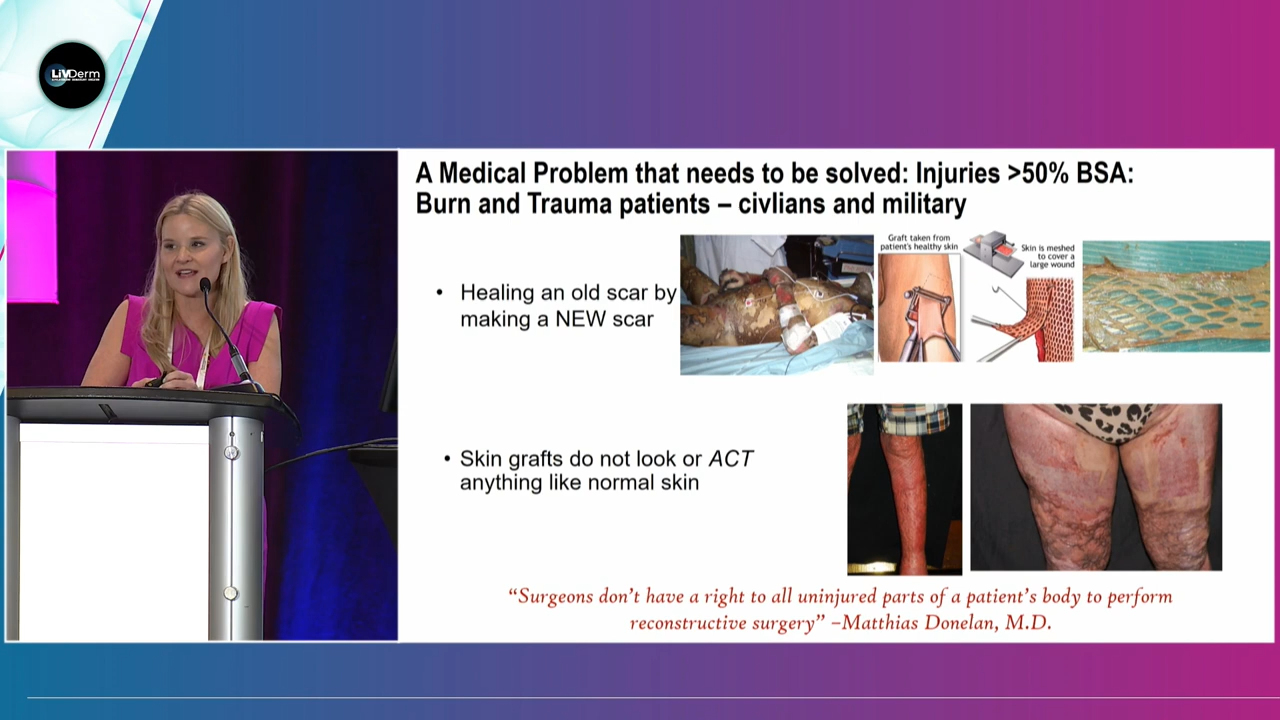 LiVDerm
A Medical Problem that needs to be solved: Injuries >50% BSA:
Burn and Trauma patients – civlians and military
Graft taken from
patient's healthy skin
Skin is meshed
to cover a
large wound
• Healing an old scar by
making a NEW scar
• Skin grafts do not look or ACT
anything like normal skin
“Surgeons don't have a right to all uninjured parts of a patient's body to perform
reconstructive surgery” –Matthias Donelan, M.D.